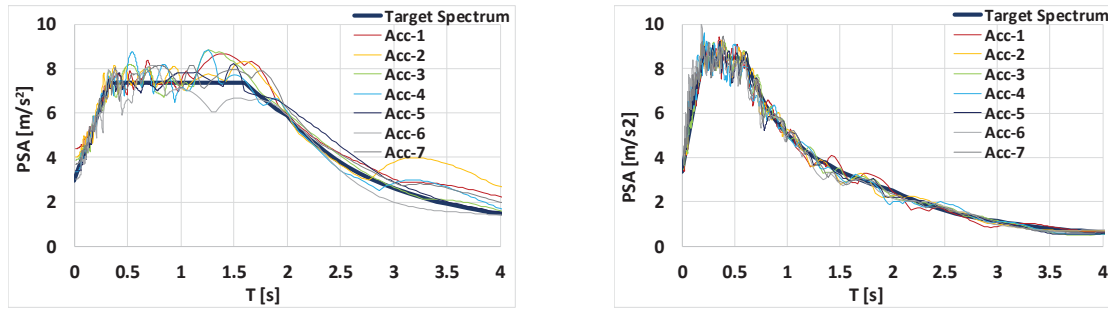 PSA [m/s²]
10
8
6
4
2
0
0 0.5 1 1.5 2 2.5 3 3.5 4
T [s]
Target Spectrum
Acc-1
Acc-2
Acc-3
Acc-4
Acc-5
Acc-6
Acc-7
PSA [m/s2]
10
8
6
4
2
0
0 0.5 1 1.5 2 2.5 3 3.5 4
T [s]
Target Spectrum
Acc-1
Acc-2
Acc-3
Acc-4
Acc-5
Acc-6
Acc-7